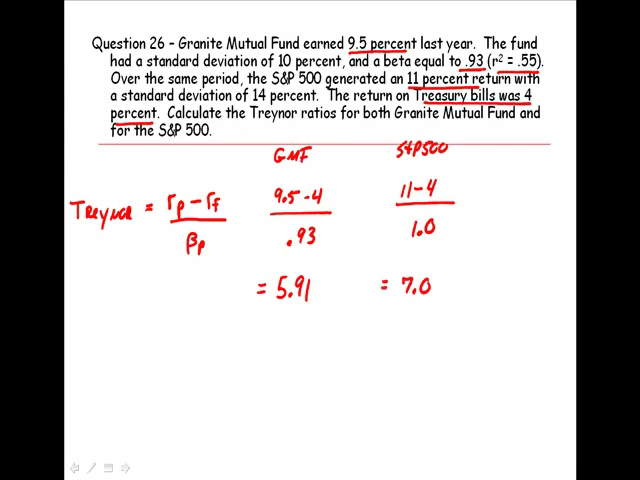 Question 26 – Granite Mutual Fund earned 9.5 percent last year. The fund
had a standard deviation of 10 percent, and a beta equal to .93 (r² = .55).
Over the same period, the S&P 500 generated an 11 percent return with
a standard deviation of 14 percent. The return on Treasury bills was 4
percent. Calculate the Treynor ratios for both Granite Mutual Fund and
for the S&P 500.
GMF S&P500
TREYNOR = rp – rf / βp 9.5 - 4 / .93 11 - 4 / 1.0
= 5.91 = 7.0